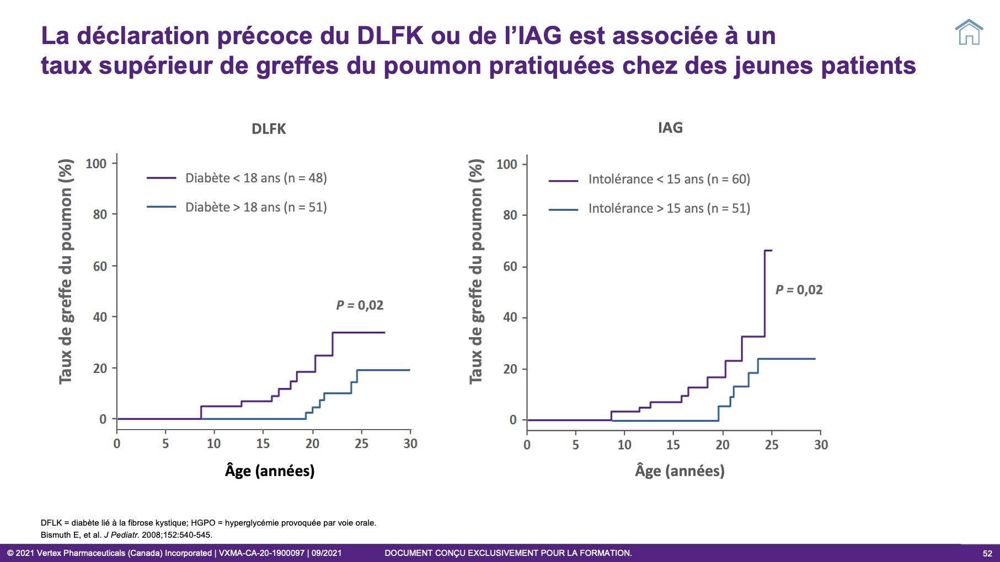 La déclaration précoce du DLFK ou de l’IAG est associée à un
taux supérieur de greffes du poumon pratiquées chez des jeunes patients
DLFK
Taux de greffe du poumon (%)
100
80
60
40
20
0
Diabète < 18 ans (n = 48)
Diabète > 18 ans (n = 51)
P = 0,02
0 5 10 15 20 25 30
Âge (années)
IAG
Taux de greffe du poumon (%)
100
80
60
40
20
0
Intolérance < 15 ans (n = 60)
Intolérance > 15 ans (n = 51)
P = 0,02
0 5 10 15 20 25 30
Âge (années)
DFLK = diabète lié à la fibrose kystique; HGPO = hyperglycémie provoquée par voie orale.
Bismuth E, et al. J Pediatr. 2008;152:540-545.
© 2021 Vertex Pharmaceuticals (Canada) Incorporated | VXMA-CA-20-1900097 | 09/2021 DOCUMENT CONÇU EXCLUSIVEMENT POUR LA FORMATION. 52